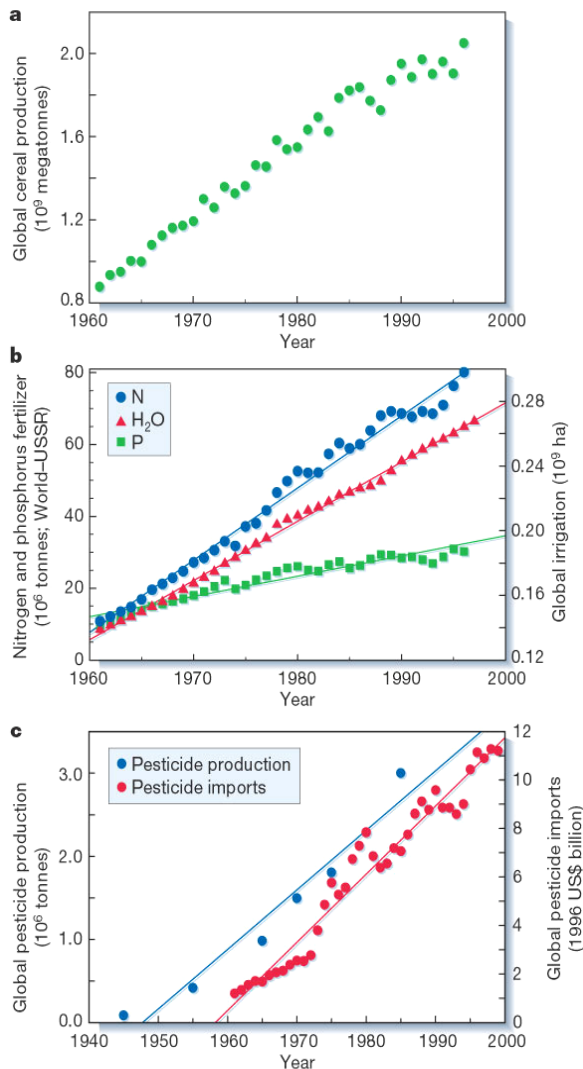 a
Global cereal production
(10⁹ megatonnes)
2.0
1.6
1.2
0.8
1960
1970
1980
1990
2000
Year
b
Nitrogen and phosphorus fertilizer
(10⁶ tonnes; World–USSR)
80
60
40
20
0
N
H₂O
P
0.28
0.24
0.20
0.16
0.12
Global irrigation (10⁹ ha)
1960
1970
1980
1990
2000
Year
c
Global pesticide production
(10⁶ tonnes)
3.0
2.0
1.0
0.0
Pesticide production
Pesticide imports
12
10
8
6
4
2
0
Global pesticide imports
(1996 US$ billion)
1940
1950
1960
1970
1980
1990
2000
Year